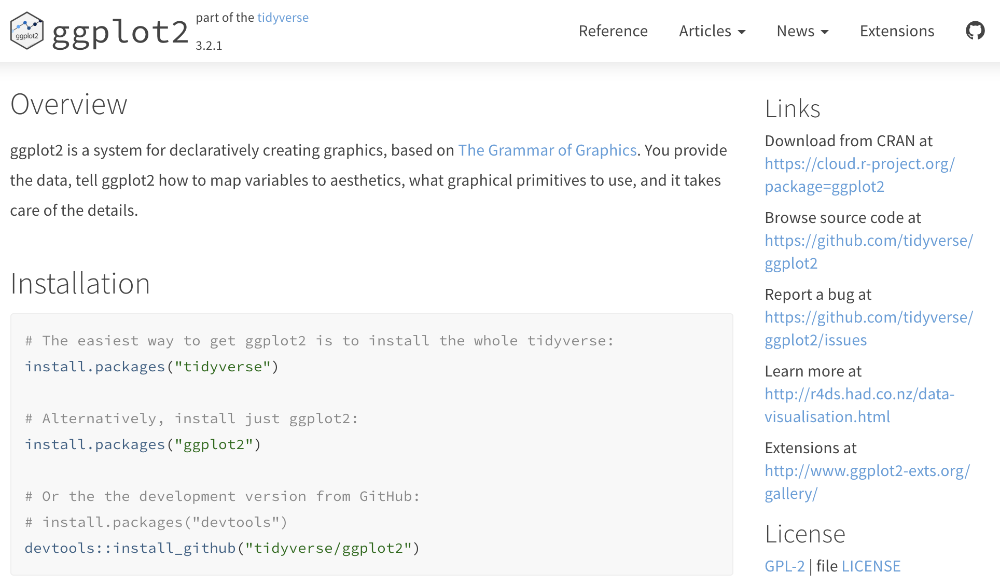 ggplot2
ggplot2
part of the tidyverse
3.2.1
Reference
Articles
News
Extensions
Overview
ggplot2 is a system for declaratively creating graphics, based on The Grammar of Graphics. You provide
the data, tell ggplot2 how to map variables to aesthetics, what graphical primitives to use, and it takes
care of the details.
Installation
# The easiest way to get ggplot2 is to install the whole tidyverse:
install.packages("tidyverse")
# Alternatively, install just ggplot2:
install.packages("ggplot2")
# Or the the development version from GitHub:
# install.packages("devtools")
devtools::install_github("tidyverse/ggplot2")
Links
Download from CRAN at
https://cloud.r-project.org/
package=ggplot2
Browse source code at
https://github.com/tidyverse/
ggplot2
Report a bug at
https://github.com/tidyverse/
ggplot2/issues
Learn more at
http://r4ds.had.co.nz/data-
visualisation.html
Extensions at
http://www.ggplot2-exts.org/
gallery/
License
GPL-2 | file LICENSE